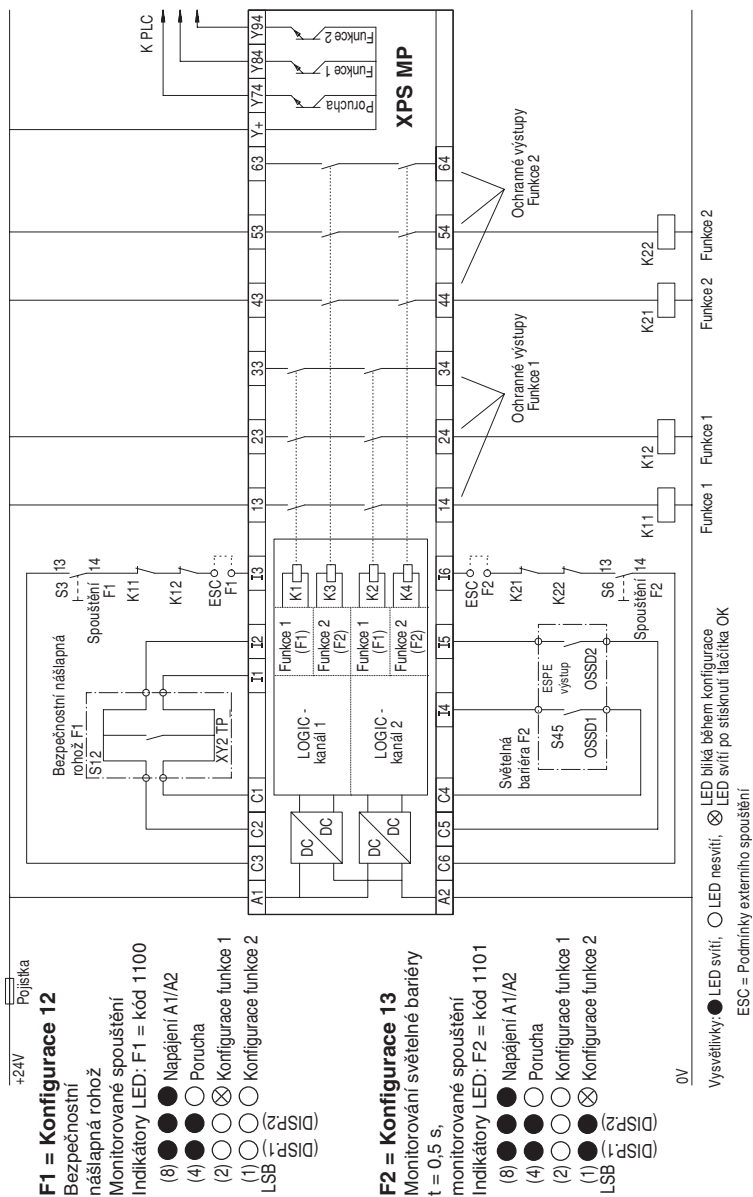 +24V
Pojistka
F1 = Konfigurace 12
Bezpečnostní
nášlapná rohož
Monitorované spouštění
Indikátory LED: F1 = kód 1100
(8) Napájení A1/A2
(4) Porucha
(2) Konfigurace funkce 1
(1) Konfigurace funkce 2
LSB
(DISP.1)
(DISP.2)
F2 = Konfigurace 13
Monitorování světelné bariéry
t = 0,5 s,
monitorované spouštění
Indikátory LED: F2 = kód 1101
(8) Napájení A1/A2
(4) Porucha
(2) Konfigurace funkce 1
(1) Konfigurace funkce 2
LSB
(DISP.1)
(DISP.2)
0V
Bezpečnostní nášlapná
rohož F1
S12
XY2 TP
S3 13
14
Spouštění
F1
K11
K12
ESC
F1
A1 C3 C2 C1 I1 I2 I3 13 23 33 43 53 63 Y+ Y74 Y84 Y94
K PLC
Porucha
Funkce 1
Funkce 2
XPS MP
DC
DC
DC
DC
LOGIC -
kanál 1
LOGIC -
kanál 2
Funkce 1
(F1)
Funkce 2
(F2)
Funkce 1
(F1)
Funkce 2
(F2)
K1
K3
K2
K4
A2 C6 C5 C4 I4 I5 I6 14 24 34 44 54 64
Světelná
bariéra F2
ESPE
výstup
S45
OSSD1
OSSD2
ESC
F2
K21
K22
S6 13
14
Spouštění
F2
Ochranné výstupy
Funkce 1
Ochranné výstupy
Funkce 2
K11
Funkce 1
K12
Funkce 1
K21
Funkce 2
K22
Funkce 2
Vysvětlivky: LED svítí, LED nesvítí, LED bliká během konfigurace
LED svítí po stisknutí tlačítka OK
ESC = Podmínky externího spouštění